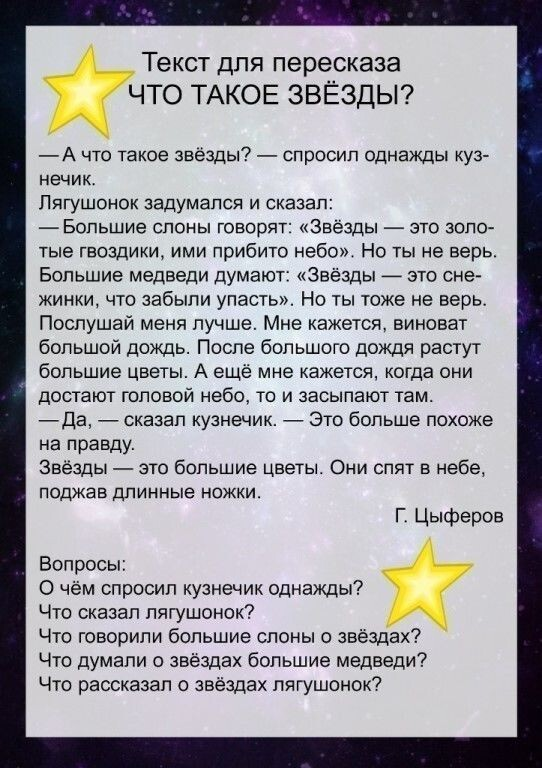 Текст для пересказа
ЧТО ТАКОЕ ЗВЁЗДЫ?
— А что такое звёзды? — спросил однажды куз-
нечик.
Лягушонок задумался и сказал:
— Большие слоны говорят: «Звёзды — это золо-
тые гвоздики, ими прибито небо». Но ты не верь.
Большие медведи думают: «Звёзды — это сне-
жинки, что забыли упасть». Но ты тоже не верь.
Послушай меня лучше. Мне кажется, виноват
большой дождь. После большого дождя растут
большие цветы. А ещё мне кажется, когда они
достают головой небо, то и засыпают там.
— Да, — сказал кузнечик. — Это больше похоже
на правду.
Звёзды — это большие цветы. Они спят в небе,
поджав длинные ножки.
Г. Цыферов
Вопросы:
О чём спросил кузнечик однажды?
Что сказал лягушонок?
Что говорили большие слоны о звёздах?
Что думали о звёздах большие медведи?
Что рассказал о звёздах лягушонок?